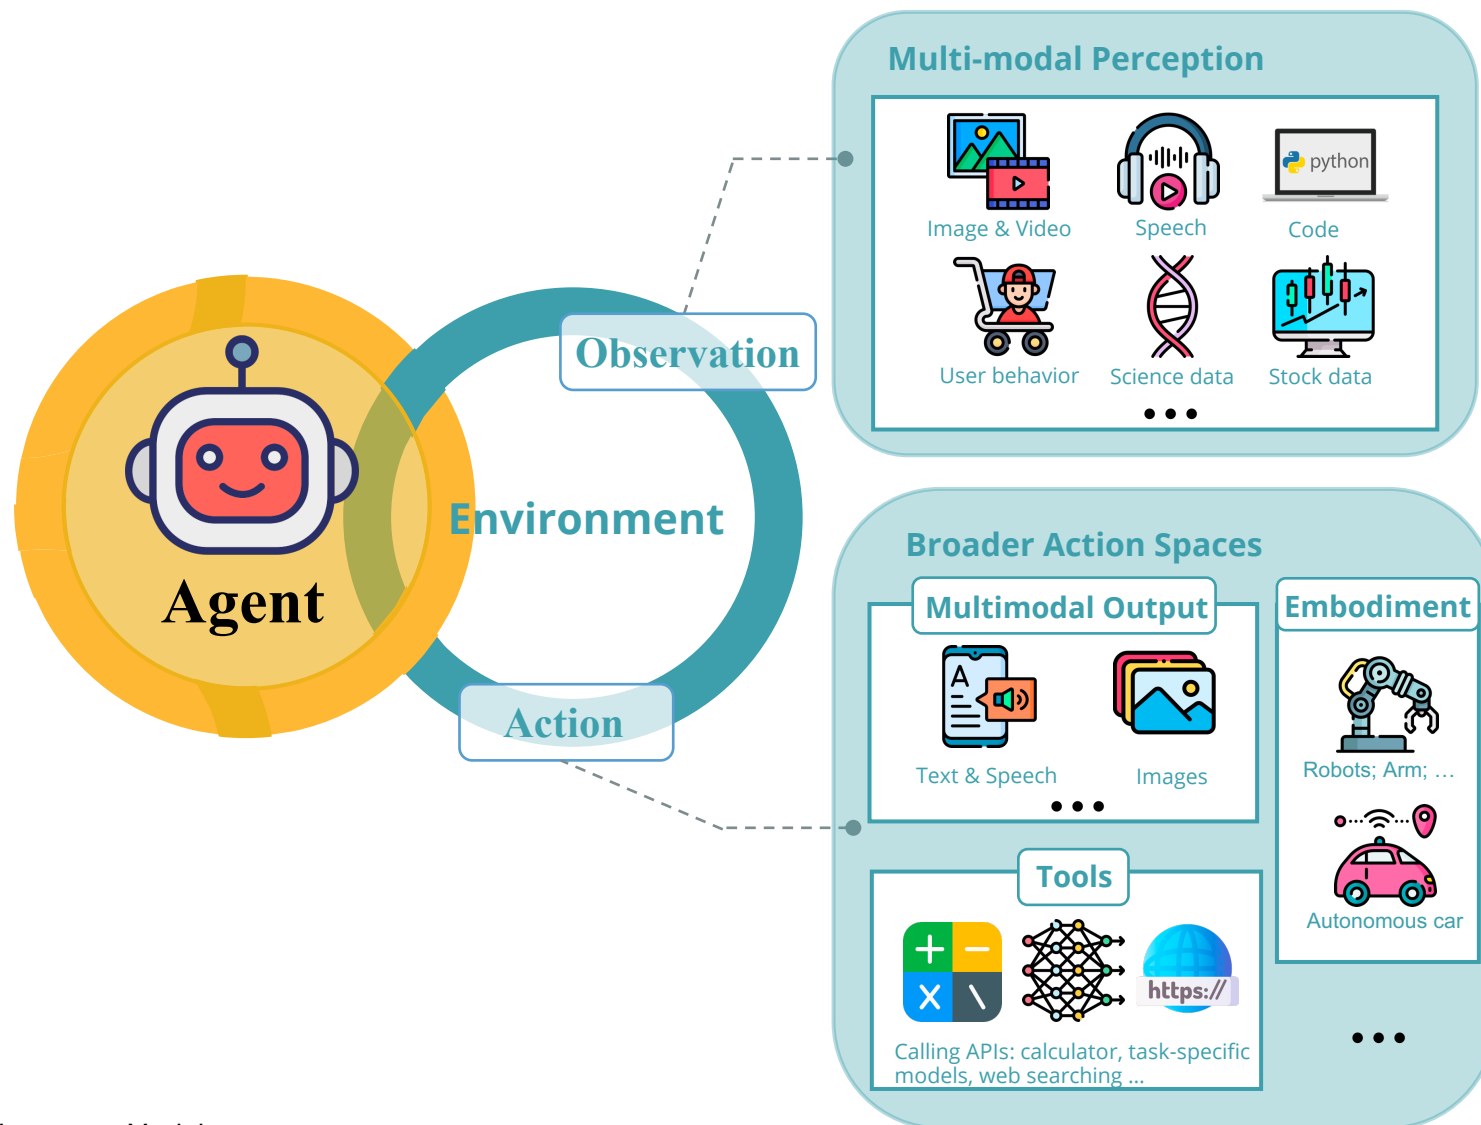 Multi-modal Perception
python
Image & Video
Speech
Code
User behavior
Science data
Stock data
...
Observation
Environment
Agent
Action
Broader Action Spaces
Multimodal Output
A
Text & Speech
Images
...
Embodiment
Robots; Arm; …
Autonomous car
Tools
+ −
X \
https://
Calling APIs: calculator, task-specific
models, web searching ...
...